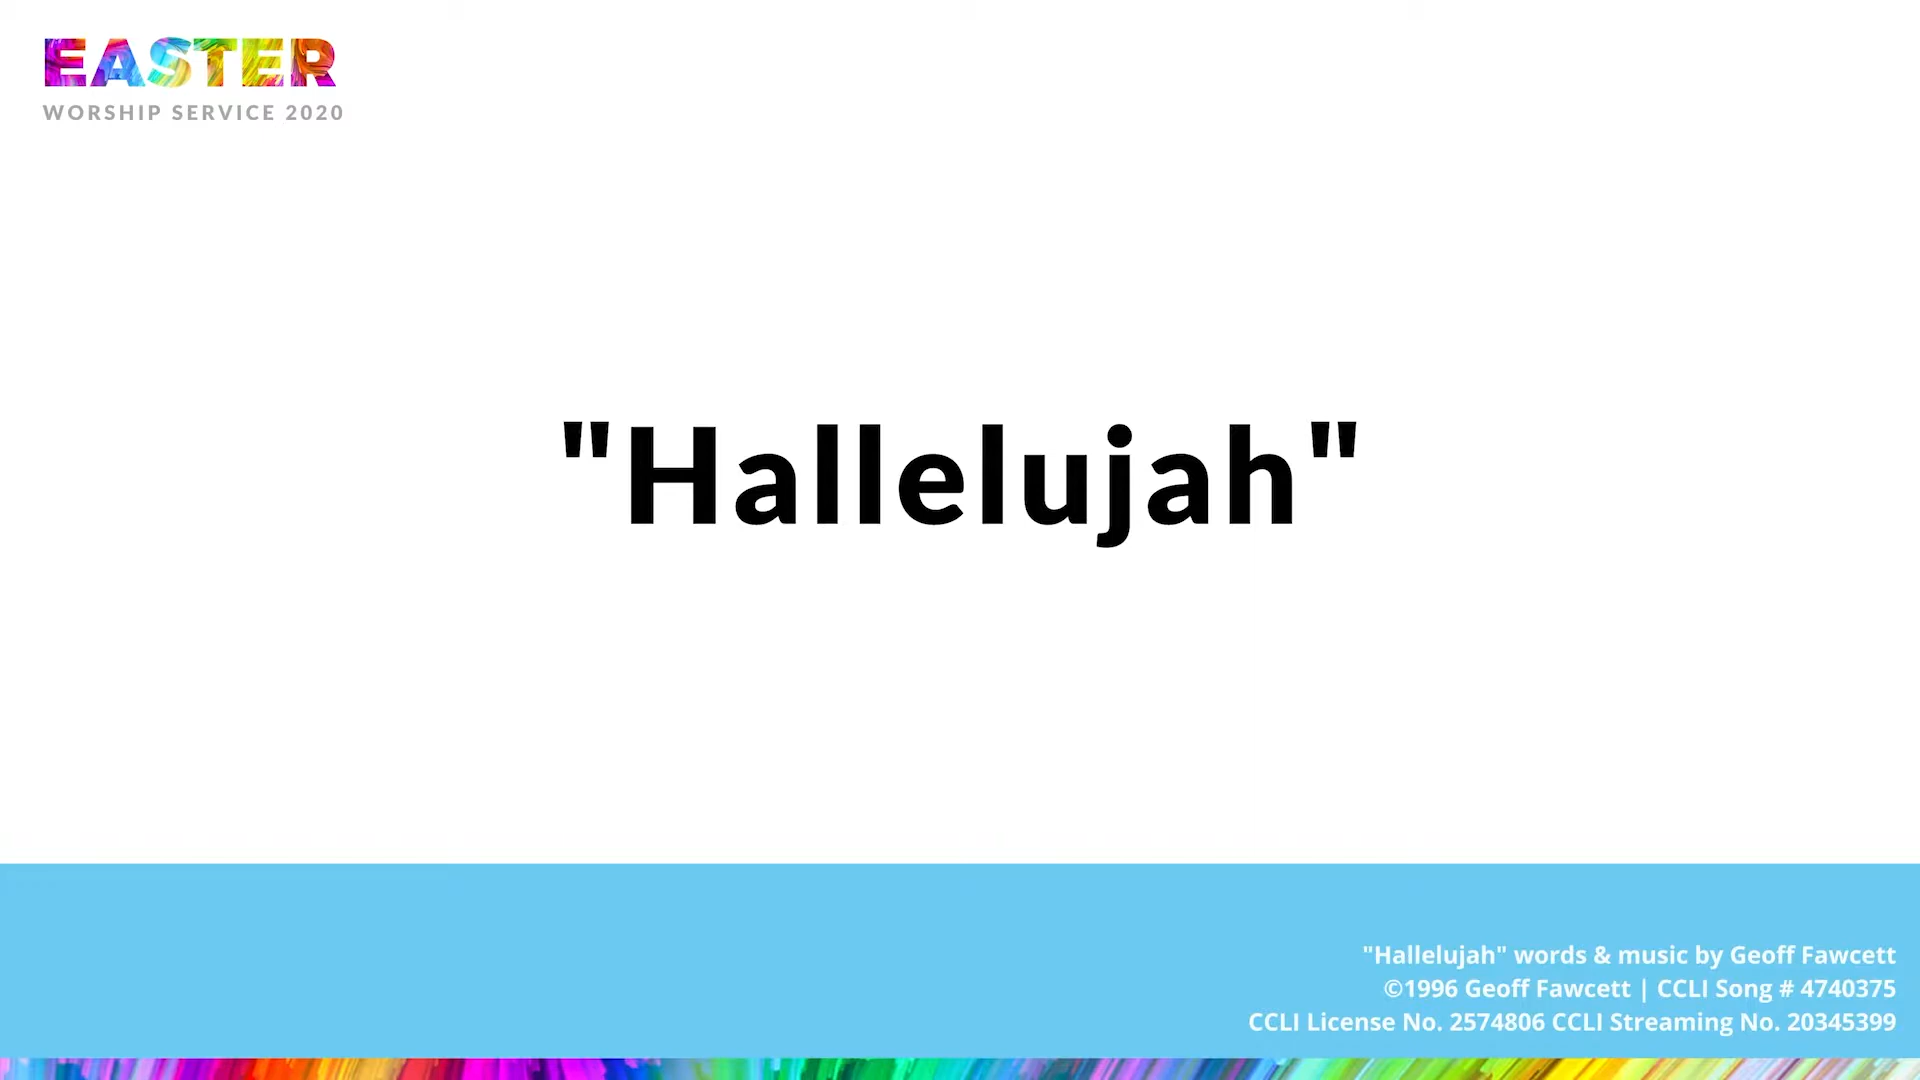 EASTER
WORSHIP SERVICE 2020
"Hallelujah"
"Hallelujah" words & music by Geoff Fawcett
©1996 Geoff Fawcett | CCLI Song # 4740375
CCLI License No. 2574806 CCLI Streaming No. 20345399